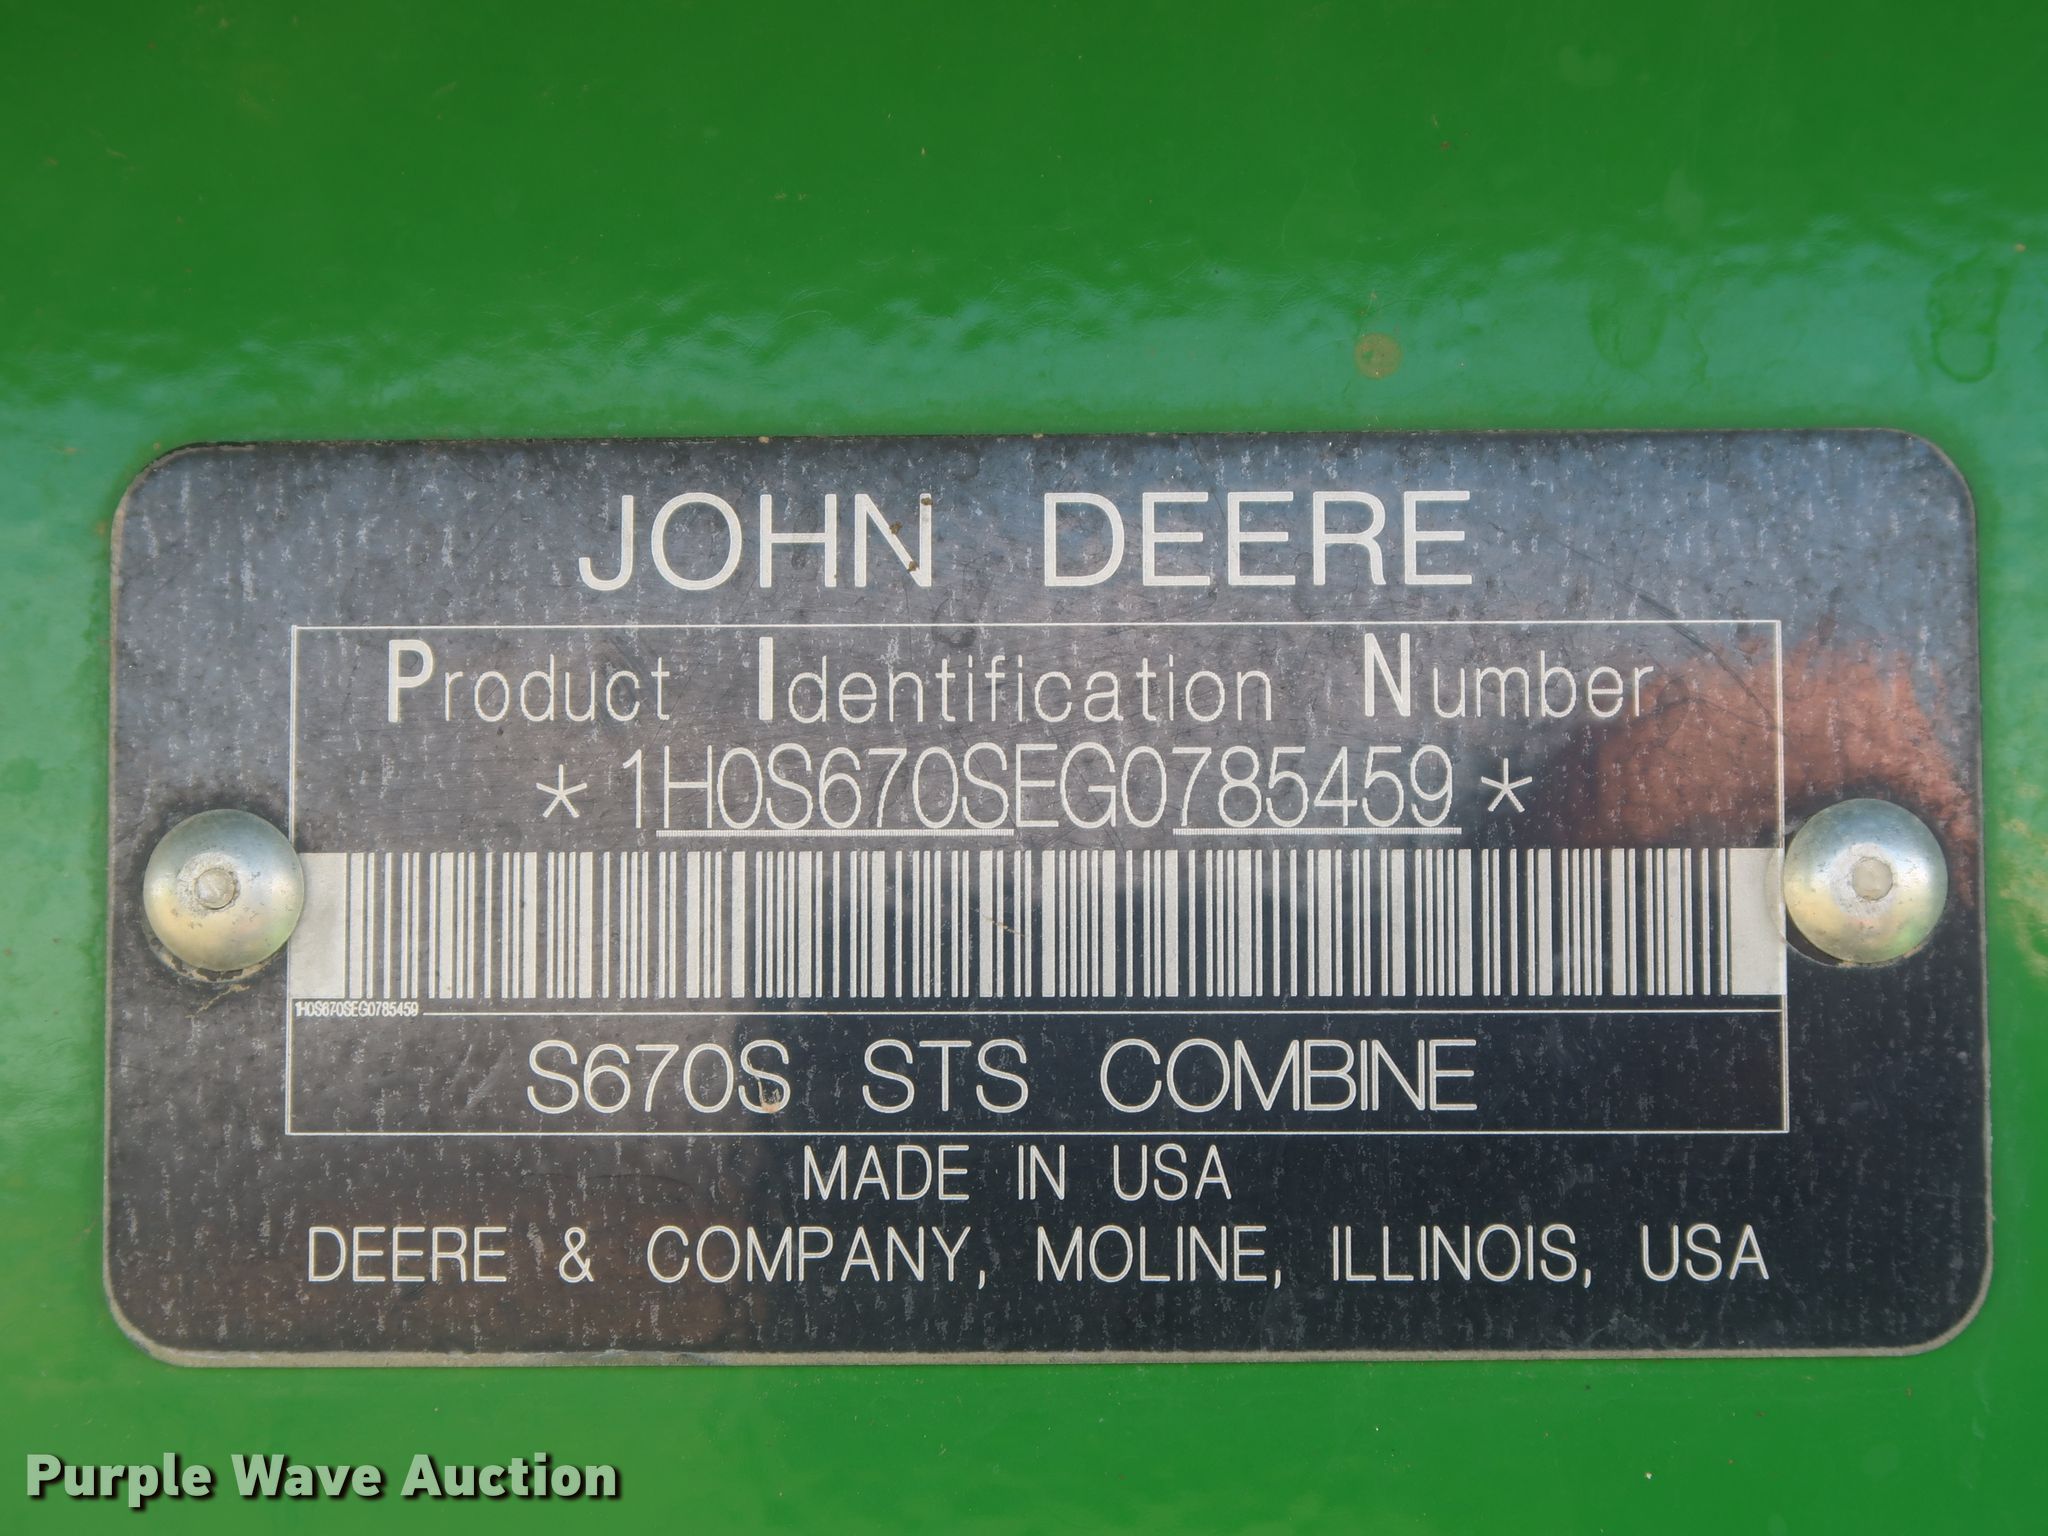 JOHN DEERE
Product Identification Number
*1H0S670SEG0785459*
1H0S670SEG0785459
S670S STS COMBINE
MADE IN USA
DEERE & COMPANY, MOLINE, ILLINOIS, USA
Purple Wave Auction